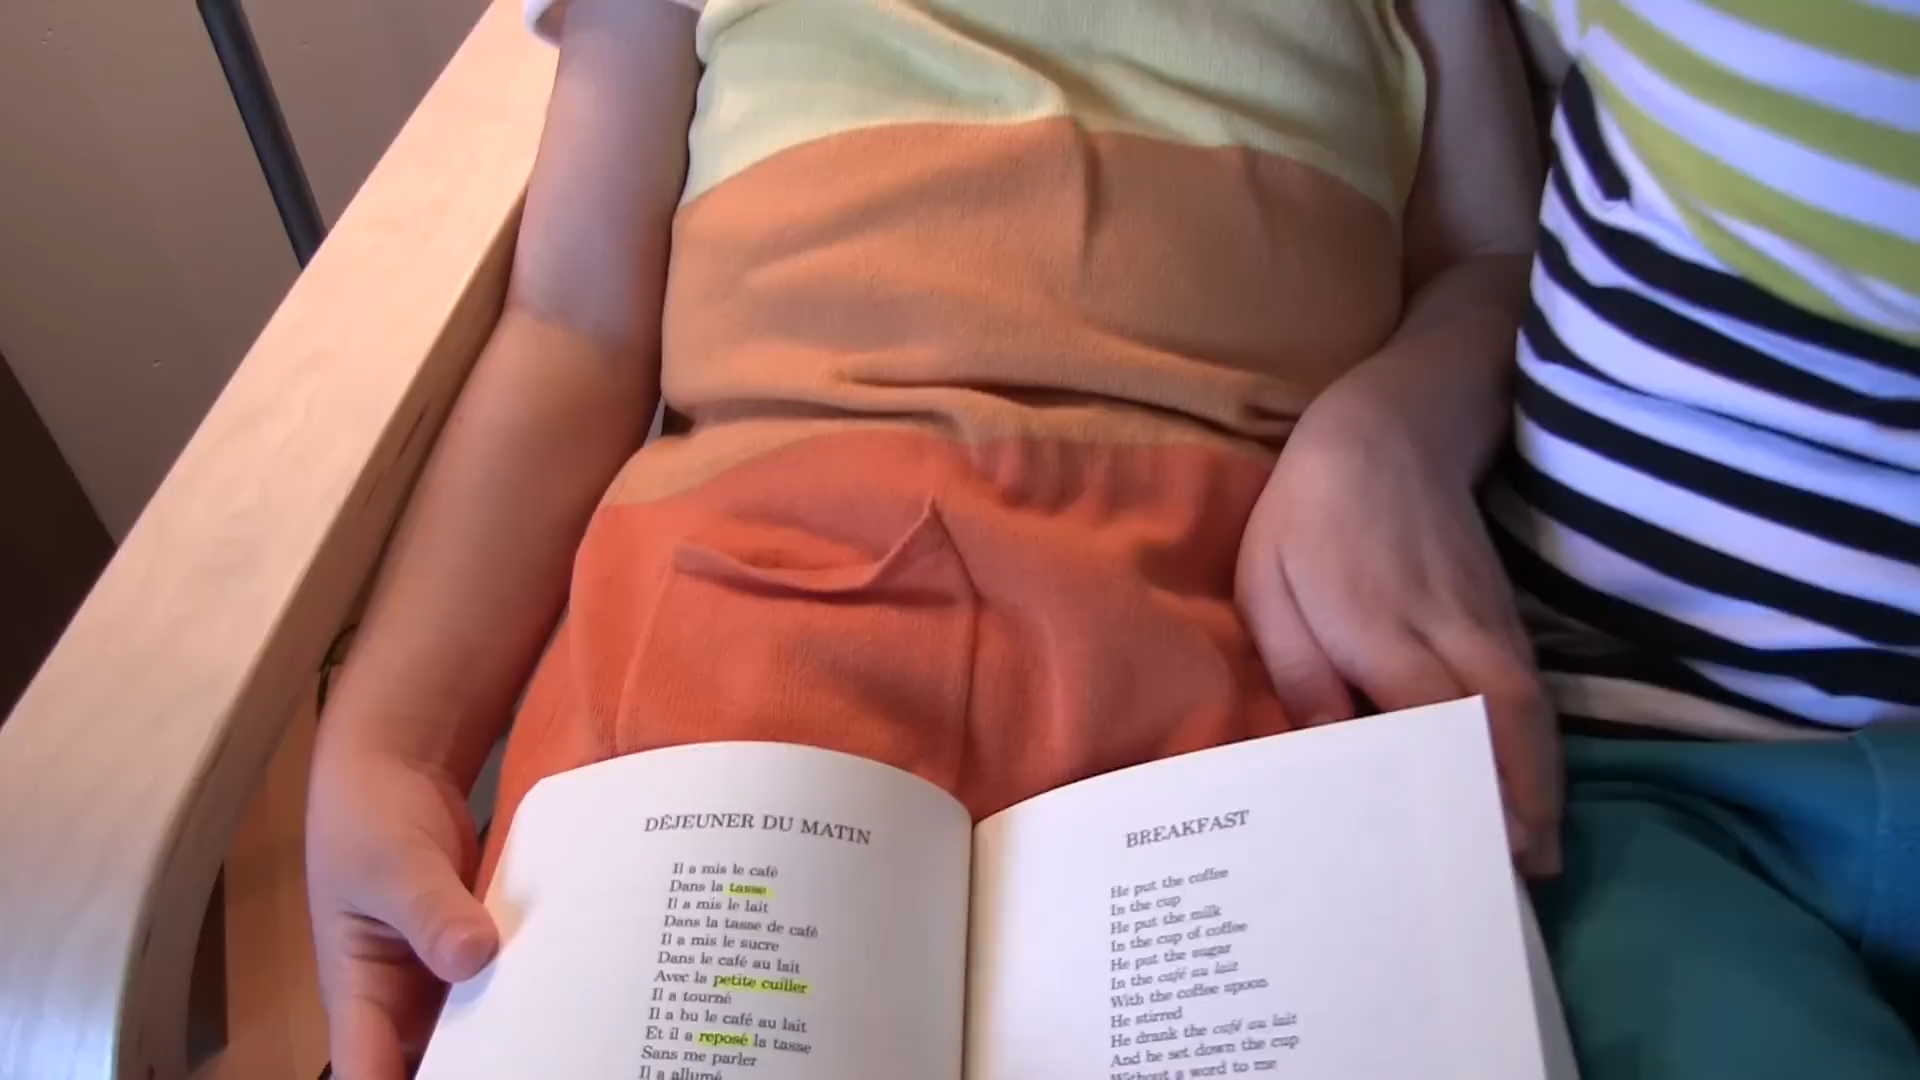 DÉJEUNER DU MATIN
Il a mis le café
Dans la tasse
Il a mis le lait
Dans la tasse de café
Il a mis le sucre
Dans le café au lait
Avec la petite cuiller
Il a tourné
Il a bu le café au lait
Et il a reposé la tasse
Sans me parler
Il a allumé
BREAKFAST
He put the coffee
In the cup
He put the milk
In the cup of coffee
He put the sugar
In the café au lait
With the coffee spoon
He stirred
He drank the café au lait
And he set down the cup
Without a word to me